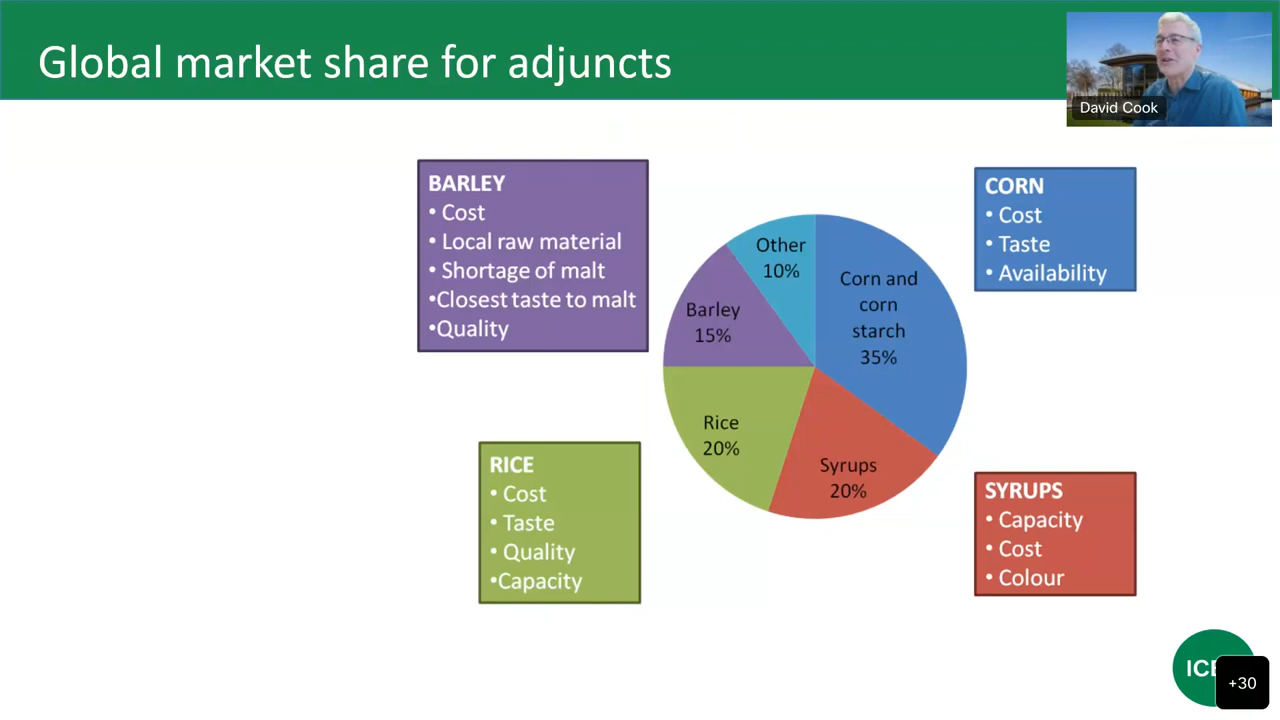 Global market share for adjuncts
David Cook
BARLEY
• Cost
• Local raw material
• Shortage of malt
•Closest taste to malt
•Quality
CORN
• Cost
• Taste
• Availability
Other
10%
Corn and
corn
starch
35%
Barley
15%
Rice
20%
Syrups
20%
RICE
• Cost
• Taste
• Quality
•Capacity
SYRUPS
• Capacity
• Cost
• Colour
+30